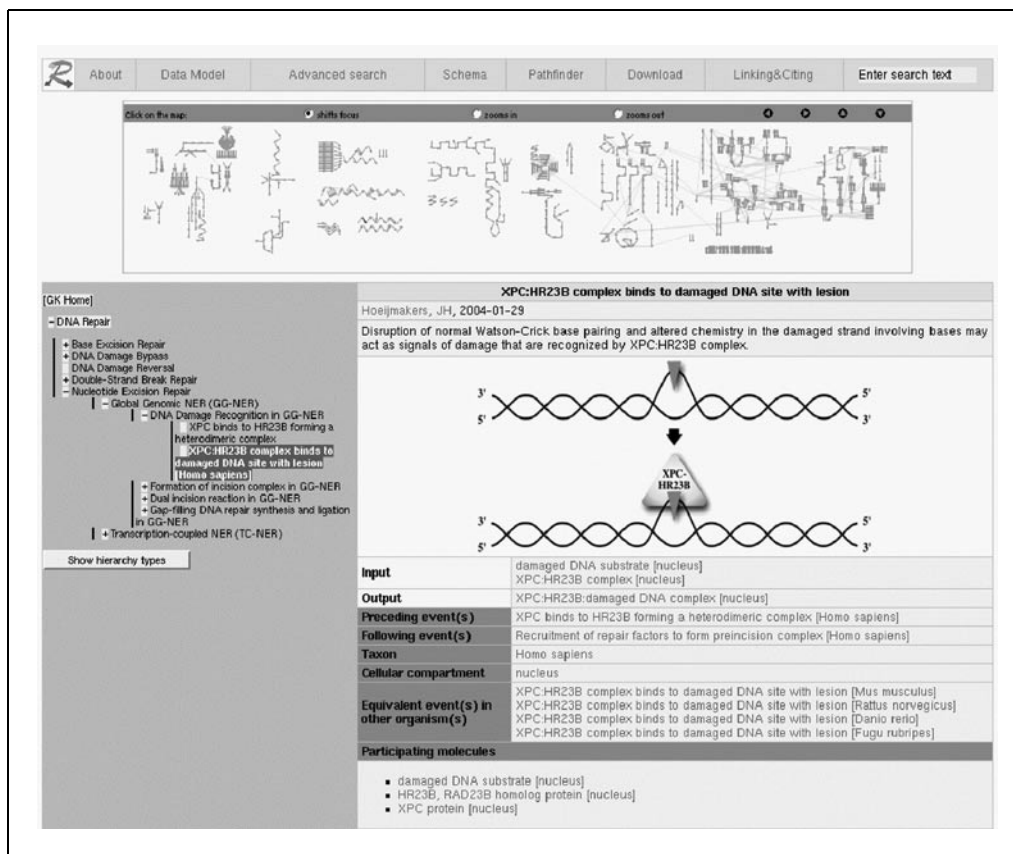 R About Data Model Advanced search Schema Pathfinder Download Linking&Citing Enter search text
Click on the map: shifts focus zooms in zooms out
[GK Home]
− DNA Repair
+ Base Excision Repair
+ DNA Damage Bypass
DNA Damage Reversal
+ Double-Strand Break Repair
− Nucleotide Excision Repair
− Global Genomic NER (GG-NER)
− DNA Damage Recognition in GG-NER
XPC binds to HR23B forming a
heterodimeric complex
XPC:HR23B complex binds to
damaged DNA site with lesion
[Homo sapiens]
+ Formation of incision complex in GG-NER
+ Dual incision reaction in GG-NER
+ Gap-filling DNA repair synthesis and ligation
in GG-NER
+ Transcription-coupled NER (TC-NER)
Show hierarchy types
XPC:HR23B complex binds to damaged DNA site with lesion
Hoeijmakers, JH, 2004-01-29
Disruption of normal Watson-Crick base pairing and altered chemistry in the damaged strand involving bases may
act as signals of damage that are recognized by XPC:HR23B complex.
3' 5'
5' 3'
XPC-
HR23B
3' 5'
5' 3'
Input
damaged DNA substrate [nucleus]
XPC:HR23B complex [nucleus]
Output XPC:HR23B:damaged DNA complex [nucleus]
Preceding event(s) XPC binds to HR23B forming a heterodimeric complex [Homo sapiens]
Following event(s) Recruitment of repair factors to form preincision complex [Homo sapiens]
Taxon Homo sapiens
Cellular compartment nucleus
Equivalent event(s) in
other organism(s)
XPC:HR23B complex binds to damaged DNA site with lesion [Mus musculus]
XPC:HR23B complex binds to damaged DNA site with lesion [Rattus norvegicus]
XPC:HR23B complex binds to damaged DNA site with lesion [Danio rerio]
XPC:HR23B complex binds to damaged DNA site with lesion [Fugu rubripes]
Participating molecules
▪ damaged DNA substrate [nucleus]
▪ HR23B, RAD23B homolog protein [nucleus]
▪ XPC protein [nucleus]